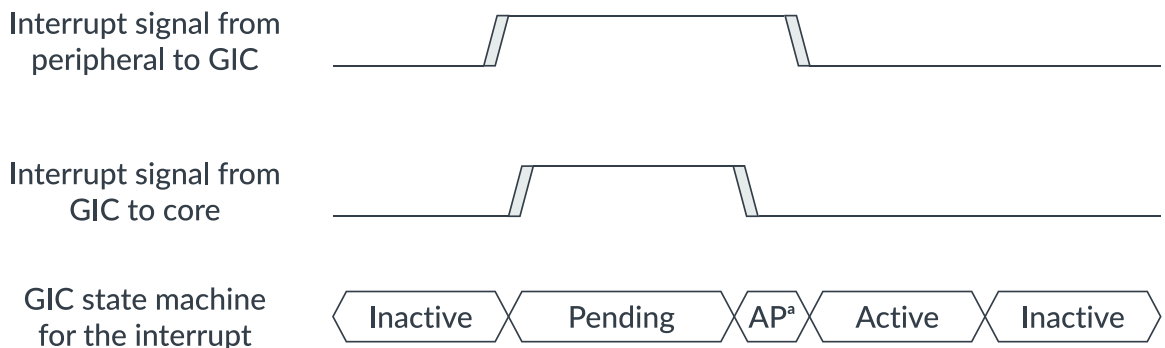 Interrupt signal from
peripheral to GIC
Interrupt signal from
GIC to core
GIC state machine
for the interrupt
Inactive Pending APᵃ Active Inactive